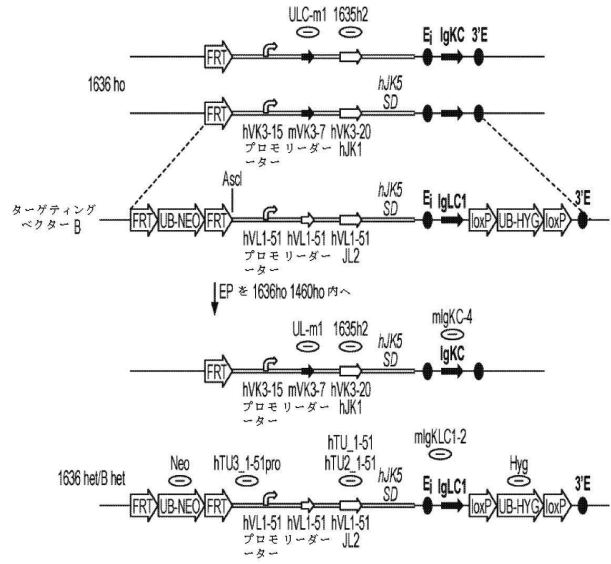 ULC-m1 1635h2
Ei IgKC 3'E
FRT
1636 ho
hJK5
SD
Ei IgKC 3'E
FRT
hVK3-15 mVK3-7 hVK3-20
プロモ リーダー hJK1
ーター
AscI
hJK5
SD
ターゲティング
ベクター B
Ei IgLC1 3'E
FRT UB-NEO FRT loxP UB-HYG loxP
hVL1-51 hVL1-51 hVL1-51
プロモ リーダー JL2
ーター
EP を 1636ho 1460ho 内へ
UL-m1 1635h2 hJK5 mIgKC-4
SD
Ei IgKC
FRT
hVK3-15 mVK3-7 hVK3-20
プロモ リーダー hJK1
ーター
1636 het/B het
Neo hTU3_1-51pro hTU_1-51 mIgKLC1-2 Hyg
hTU2_1-51
hJK5
SD
Ei IgLC1 3'E
FRT UB-NEO FRT loxP UB-HYG loxP
hVL1-51 hVL1-51 hVL1-51
プロモ リーダー JL2
ーター